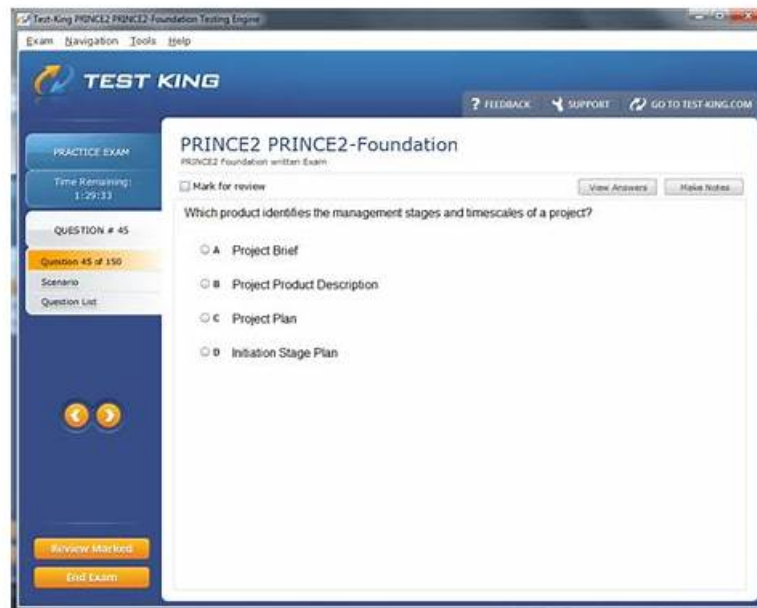 Test-King PRINCE2 PRINCE2-Foundation Testing Engine
Exam Navigation Tools Help
TEST KING
? FEEDBACK SUPPORT GO TO TEST-KING.COM
PRACTICE EXAM
Time Remaining:
1:29:33
QUESTION # 45
Question 45 of 150
Scenario
Question List
PRINCE2 PRINCE2-Foundation
PRINCE2 Foundation written Exam
Mark for review
View Answers
Make Notes
Which product identifies the management stages and timescales of a project?
A Project Brief
B Project Product Description
C Project Plan
D Initiation Stage Plan
Review Marked
End Exam